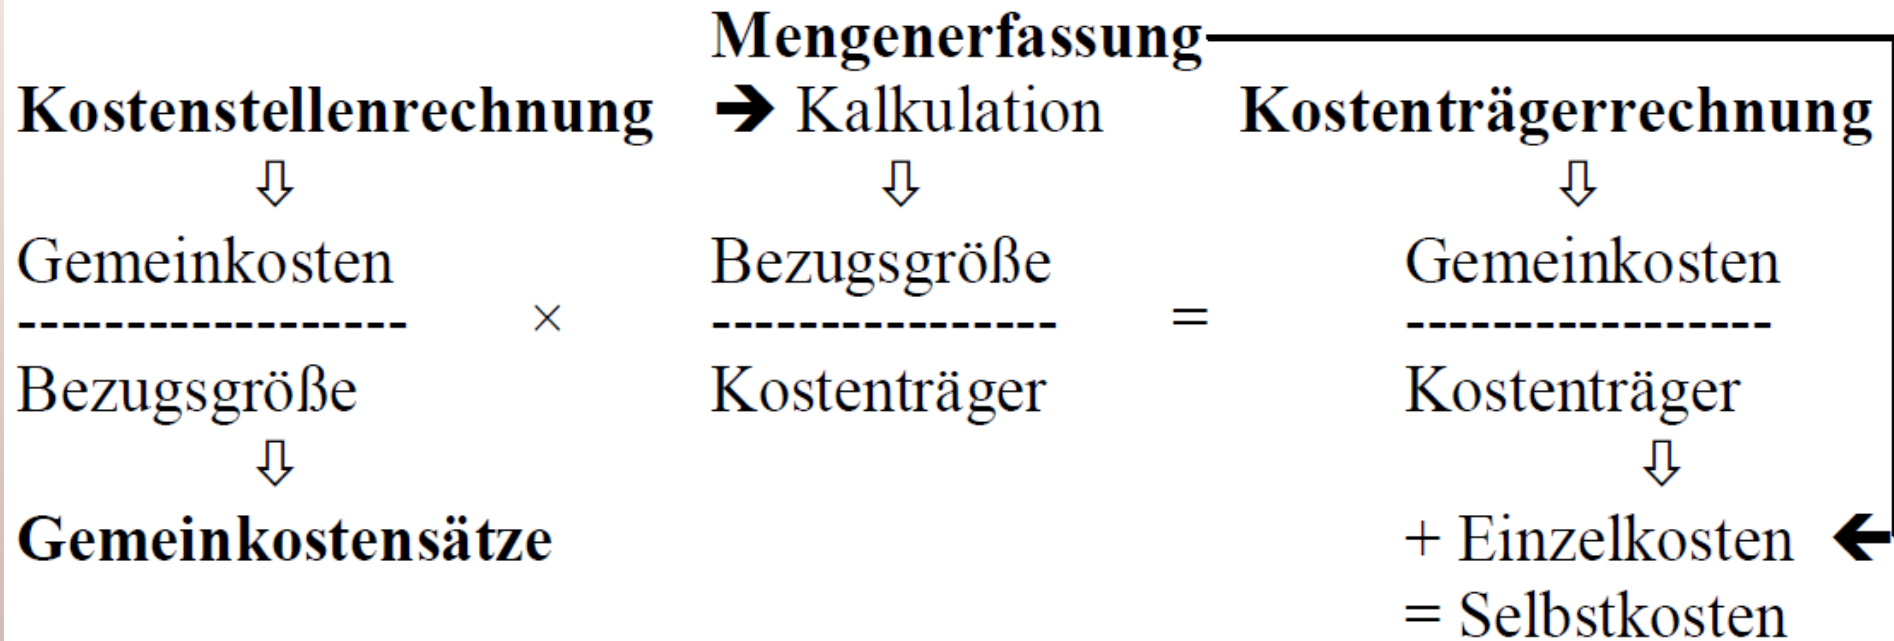 Mengenerfassung
Kostenstellenrechnung ➔ Kalkulation Kostenträgerrechnung
⇩ ⇩ ⇩
Gemeinkosten Bezugsgröße Gemeinkosten
------------------ × ---------------- = -----------------
Bezugsgröße Kostenträger Kostenträger
⇩ ⇩
Gemeinkostensätze + Einzelkosten 🡸
= Selbstkosten